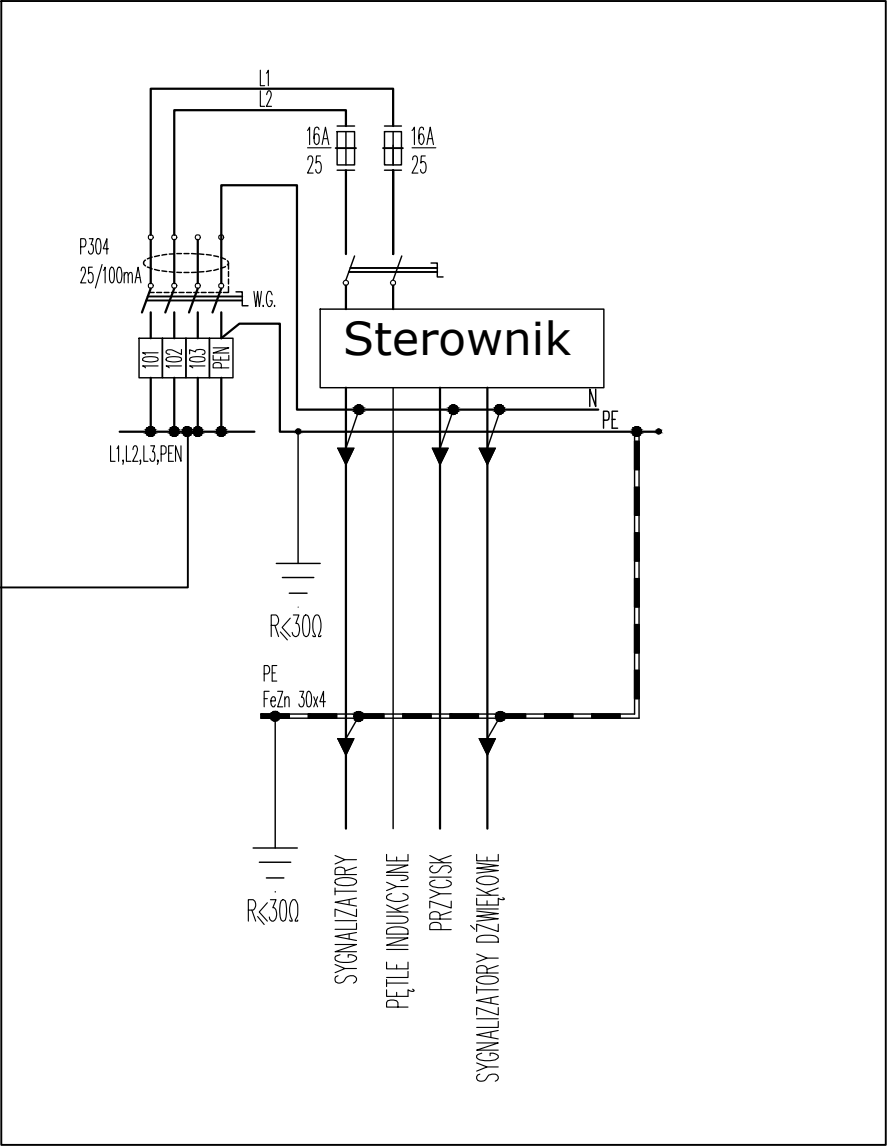 L1
L2
16A
25
16A
25
P304
25/100mA
W.G.
101
102
103
PEN
Sterownik
N
PE
L1,L2,L3,PEN
R⩽30Ω
PE
FeZn 30x4
R⩽30Ω
SYGNALIZATORY
PĘTLE INDUKCYJNE
PRZYCISK
SYGNALIZATORY DŹWIĘKOWE